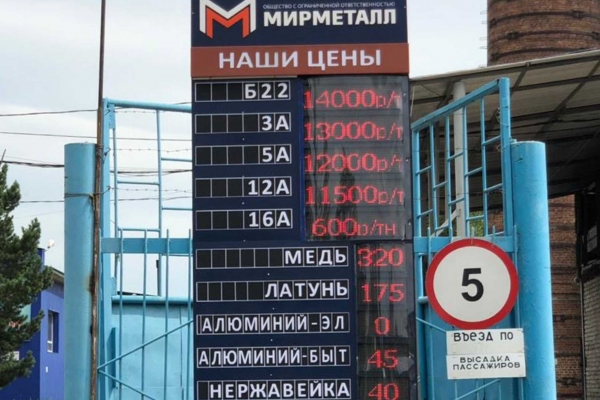 ОБЩЕСТВО С ОГРАНИЧЕННОЙ ОТВЕТСТВЕННОСТЬЮ
МИРМЕТАЛЛ
НАШИ ЦЕНЫ
Б22 14000р/т
3А 13000р/т
5А 12000р/т
12А 11500р/т
16А 600р/тн
МЕДЬ 320
ЛАТУНЬ 175
АЛЮМИНИЙ-ЭЛ 0
АЛЮМИНИЙ-БЫТ 45
НЕРЖАВЕЙКА 40
5
ВЪЕЗД ПО
ВЫСАДКА
ПАССАЖИРОВ